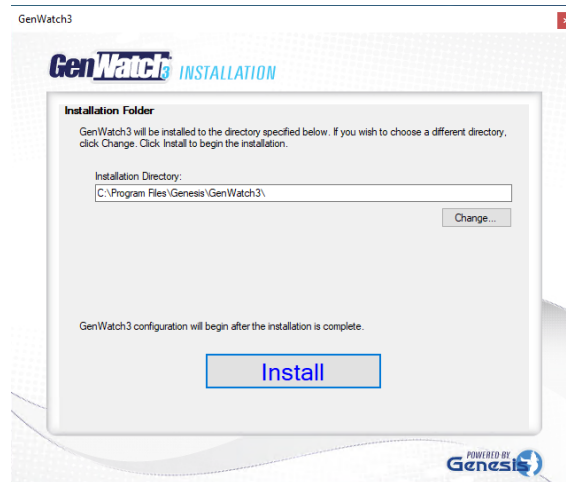 GenWatch3
GenWatch3 INSTALLATION
Installation Folder
GenWatch3 will be installed to the directory specified below. If you wish to choose a different directory,
click Change. Click Install to begin the installation.
Installation Directory:
C:\Program Files\Genesis\GenWatch3\
Change...
GenWatch3 configuration will begin after the installation is complete.
Install
POWERED BY
Genesis